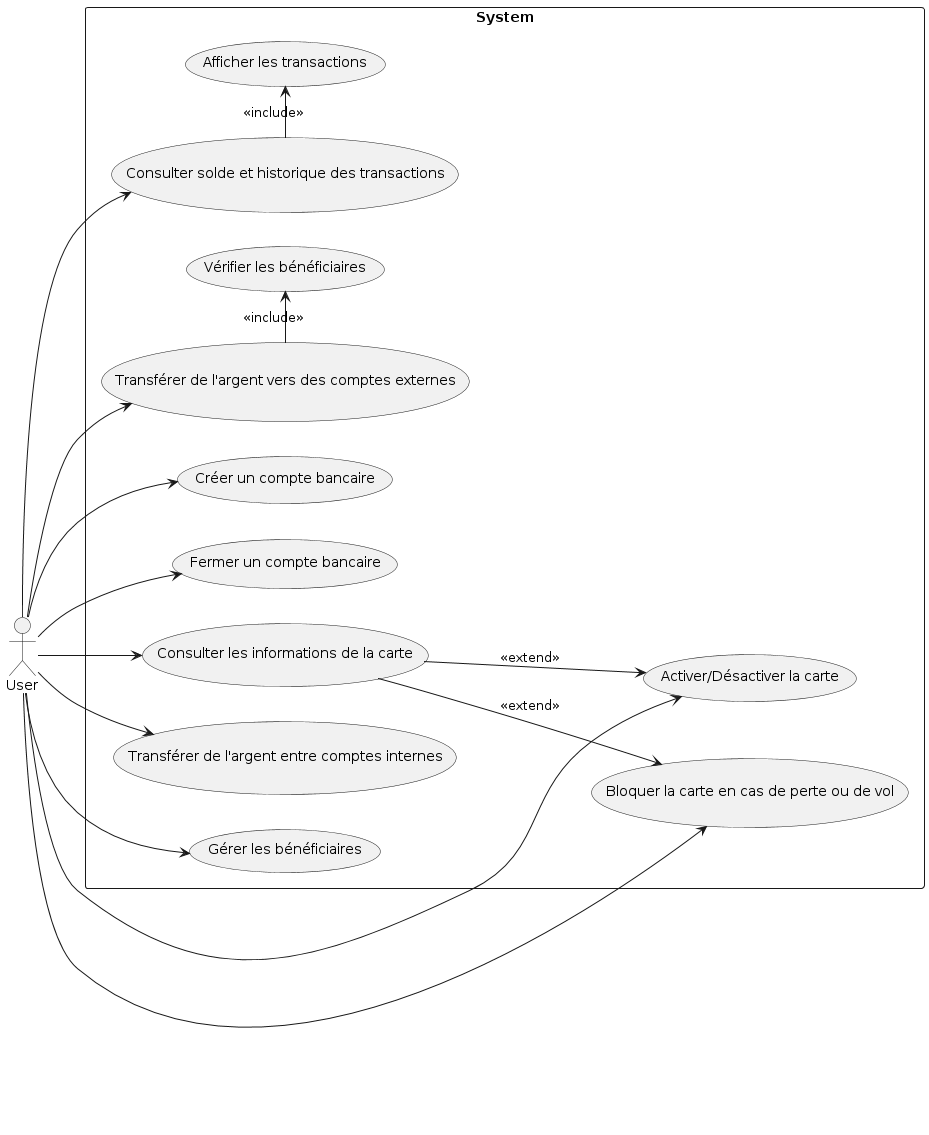 System
Afficher les transactions
«include»
Consulter solde et historique des transactions
Vérifier les bénéficiaires
«include»
Transférer de l'argent vers des comptes externes
Créer un compte bancaire
Fermer un compte bancaire
Consulter les informations de la carte
«extend»
Activer/Désactiver la carte
User
«extend»
Transférer de l'argent entre comptes internes
Bloquer la carte en cas de perte ou de vol
Gérer les bénéficiaires